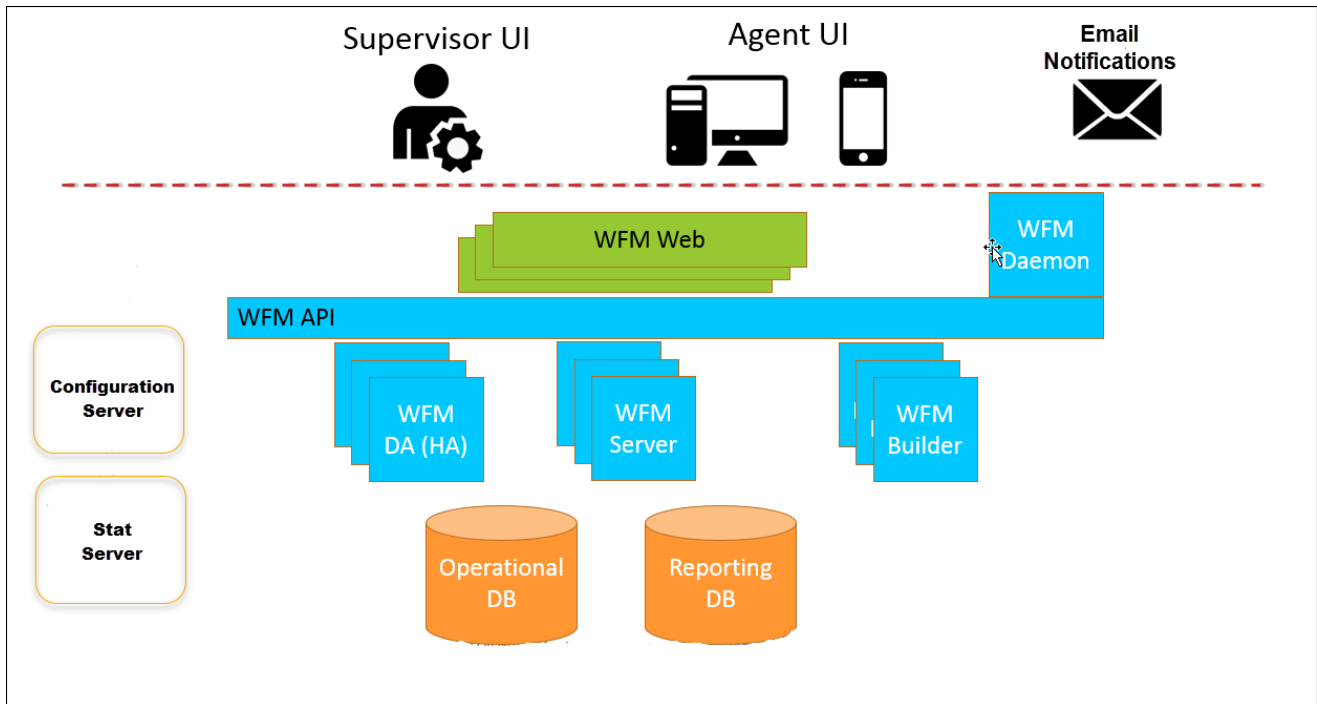 Supervisor UI
Agent UI
Email
Notifications
WFM Web
WFM
Daemon
WFM API
Configuration
Server
WFM
DA (HA)
WFM
Server
WFM
Builder
Stat
Server
Operational
DB
Reporting
DB